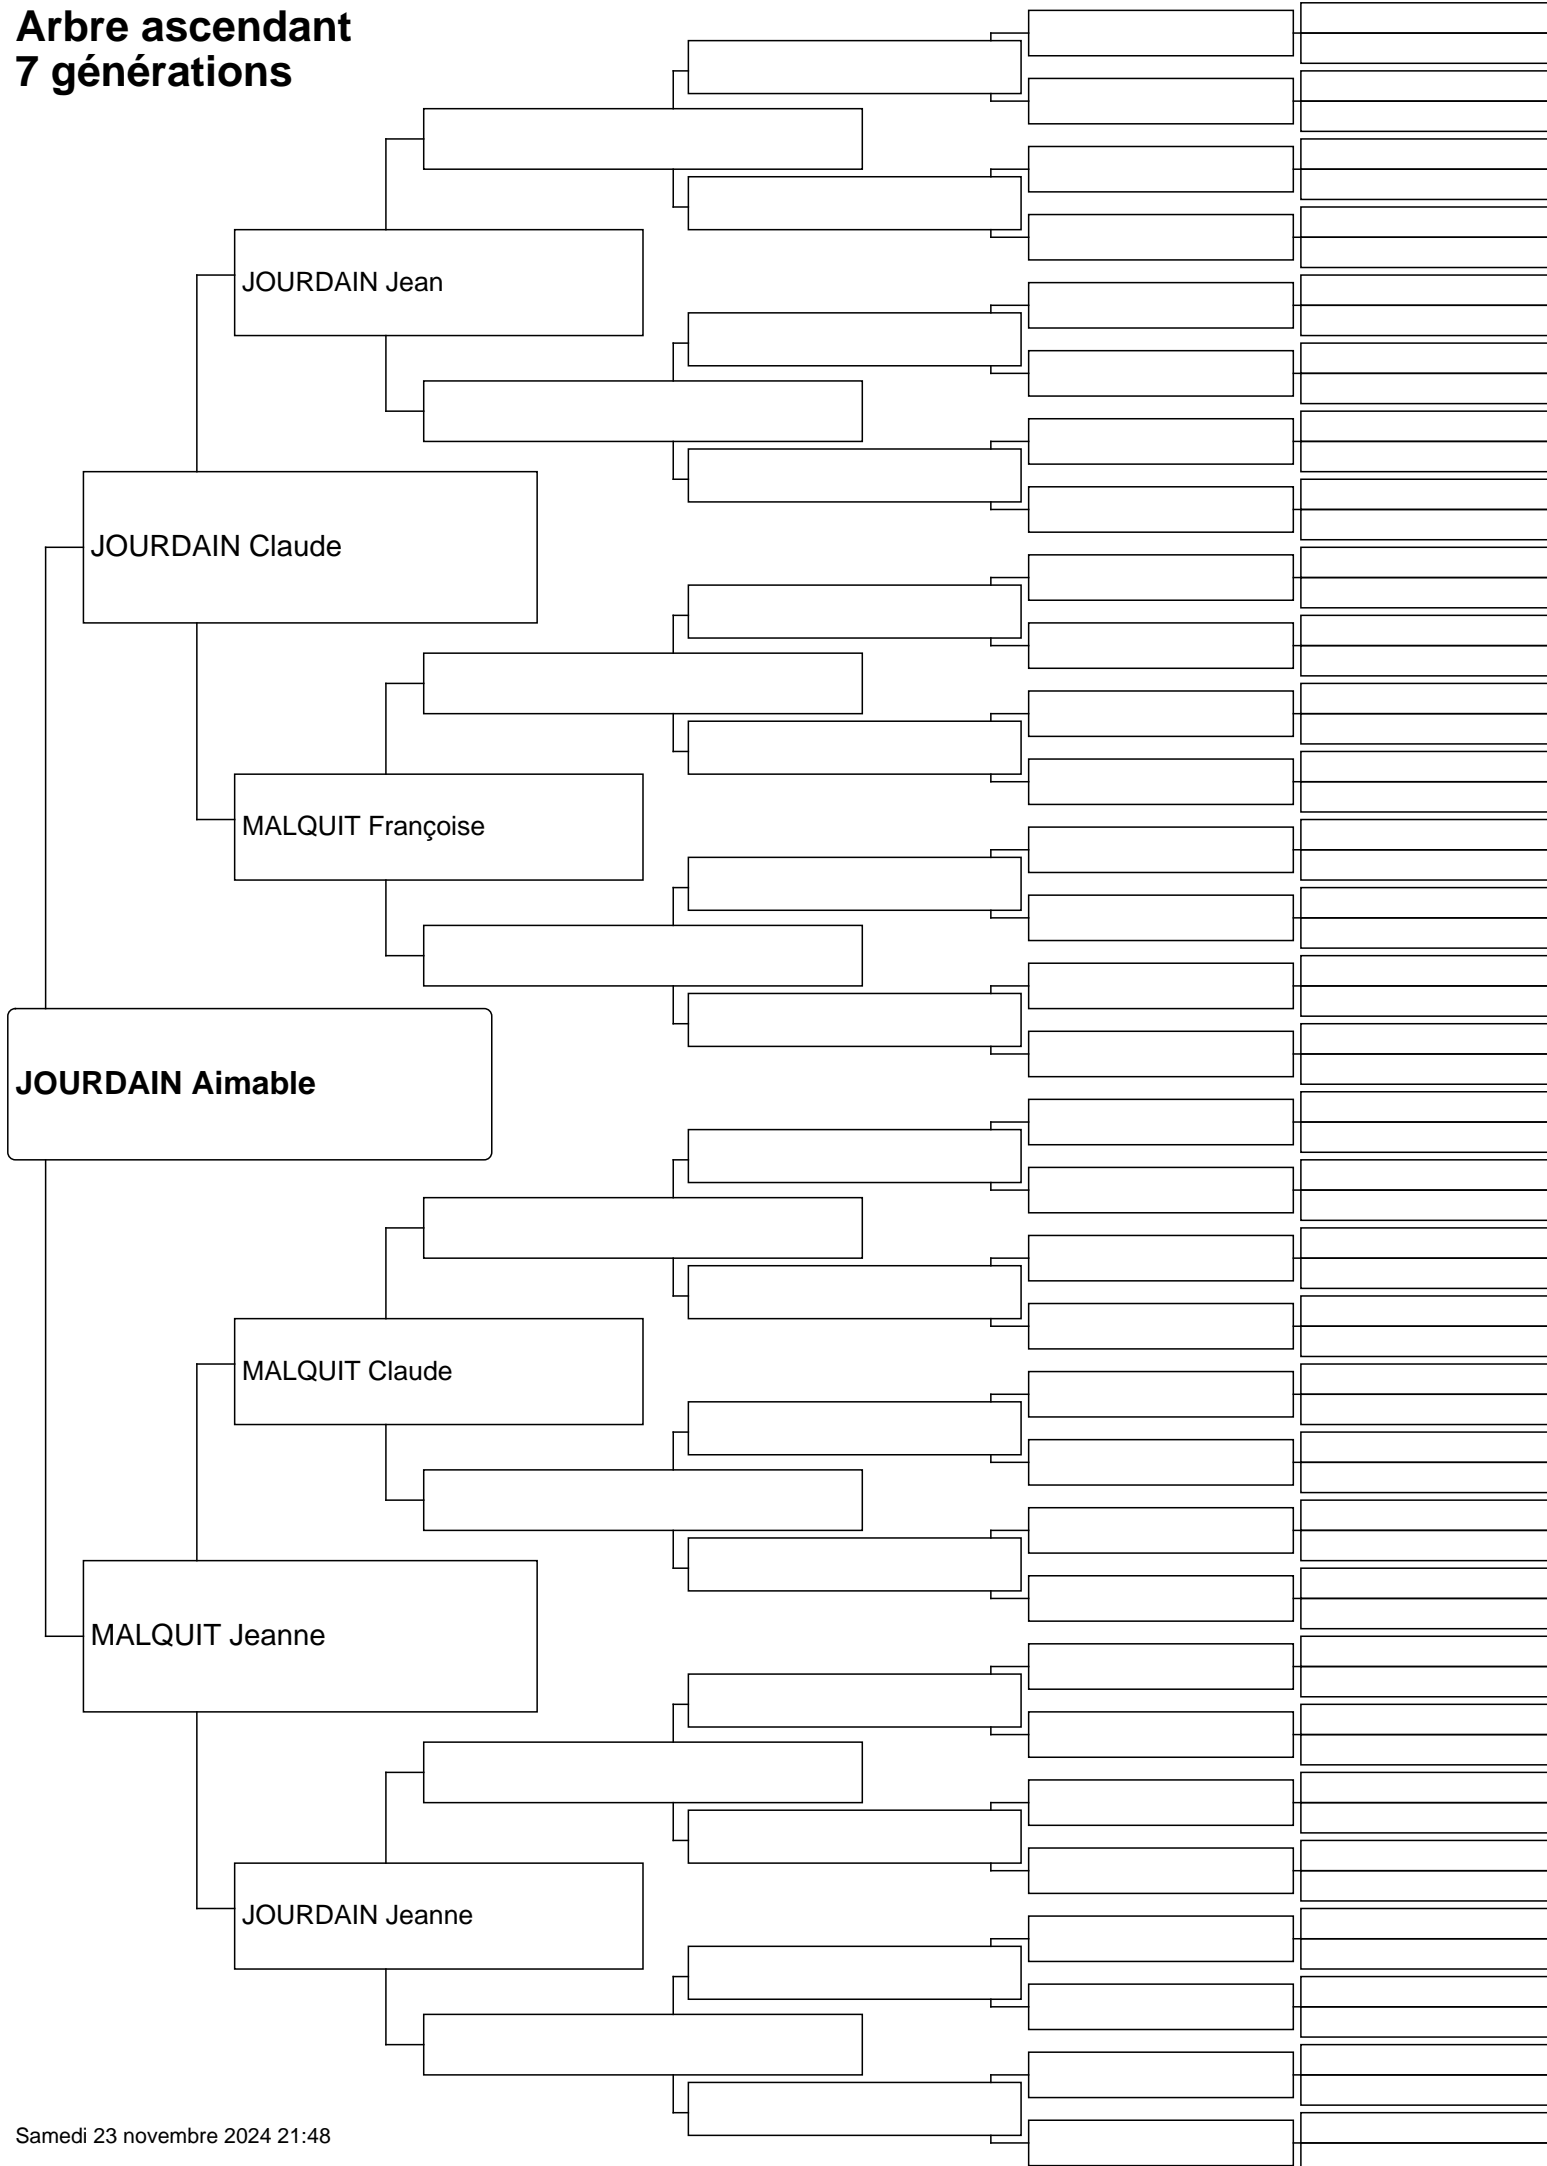 Arbre ascendant
7 générations
JOURDAIN Jean
JOURDAIN Claude
MALQUIT Françoise
JOURDAIN Aimable
MALQUIT Claude
MALQUIT Jeanne
JOURDAIN Jeanne
Samedi 23 novembre 2024 21:48